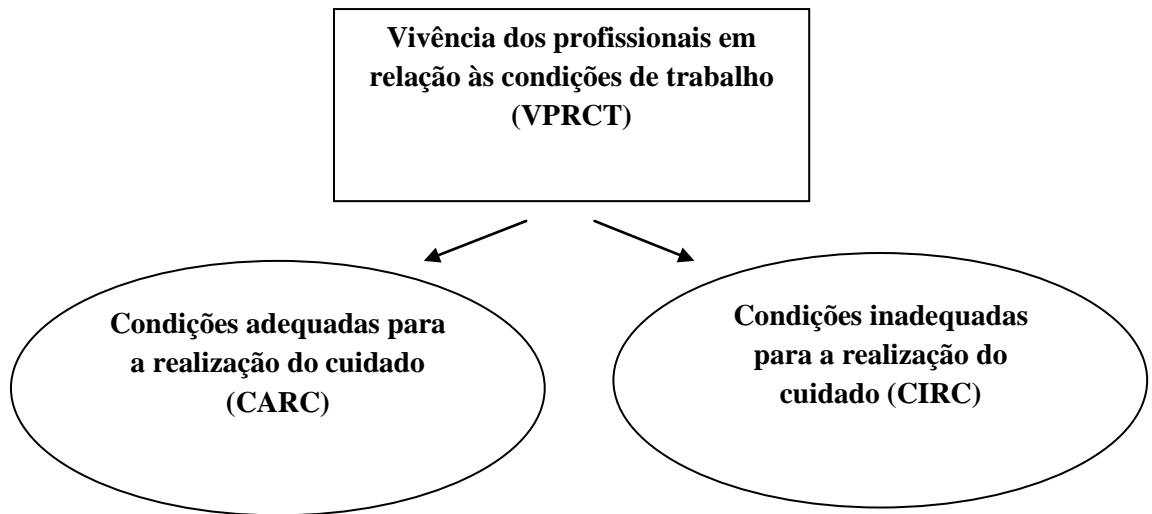 Vivência dos profissionais em
relação às condições de trabalho
(VPRCT)
Condições adequadas para
a realização do cuidado
(CARC)
Condições inadequadas
para a realização do
cuidado (CIRC)